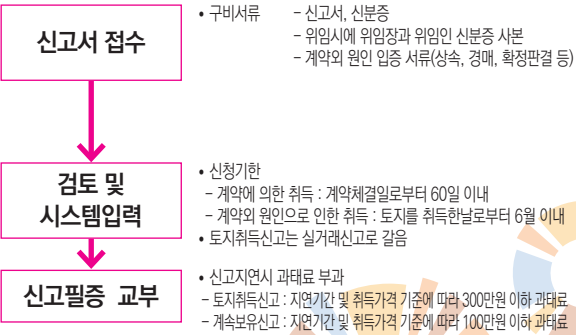 신고서 접수
• 구비서류 – 신고서, 신분증
– 위임시에 위임장과 위임인 신분증 사본
– 계약외 원인 입증 서류(상속, 경매, 확정판결 등)
검토 및
시스템입력
• 신청기한
– 계약에 의한 취득 : 계약체결일로부터 60일 이내
– 계약외 원인으로 인한 취득 : 토지를 취득한날로부터 6월 이내
• 토지취득신고는 실거래신고로 갈음
신고필증 교부
• 신고지연시 과태료 부과
– 토지취득신고 : 지연기간 및 취득가격 기준에 따라 300만원 이하 과태료
– 계속보유신고 : 지연기간 및 취득가격 기준에 따라 100만원 이하 과태료